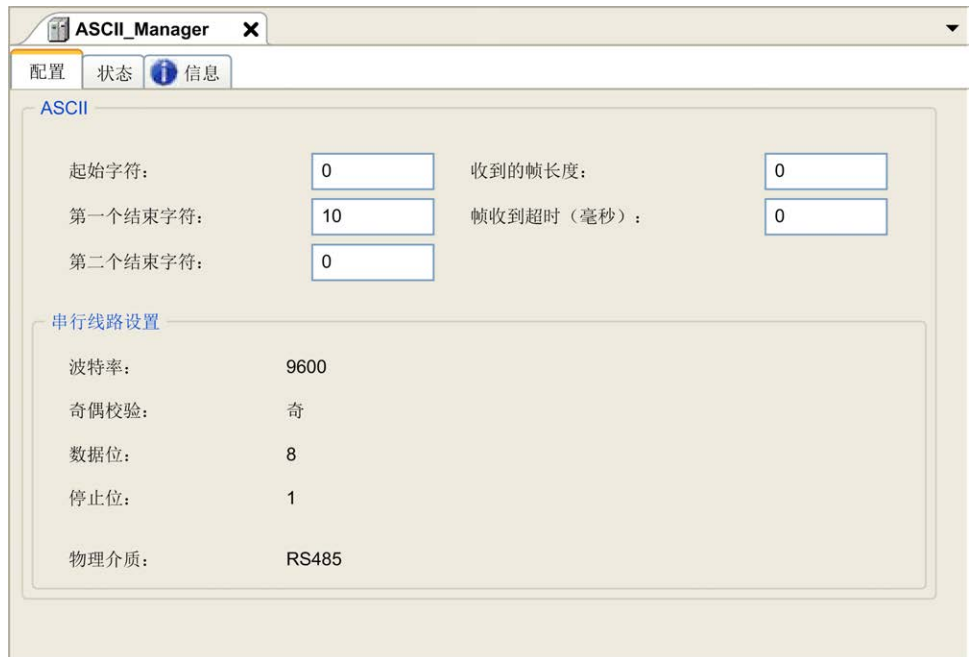 ASCII_Manager
配置 状态 信息
ASCII
起始字符: 0 收到的帧长度: 0
第一个结束字符: 10 帧收到超时（毫秒）: 0
第二个结束字符: 0
串行线路设置
波特率: 9600
奇偶校验: 奇
数据位: 8
停止位: 1
物理介质: RS485